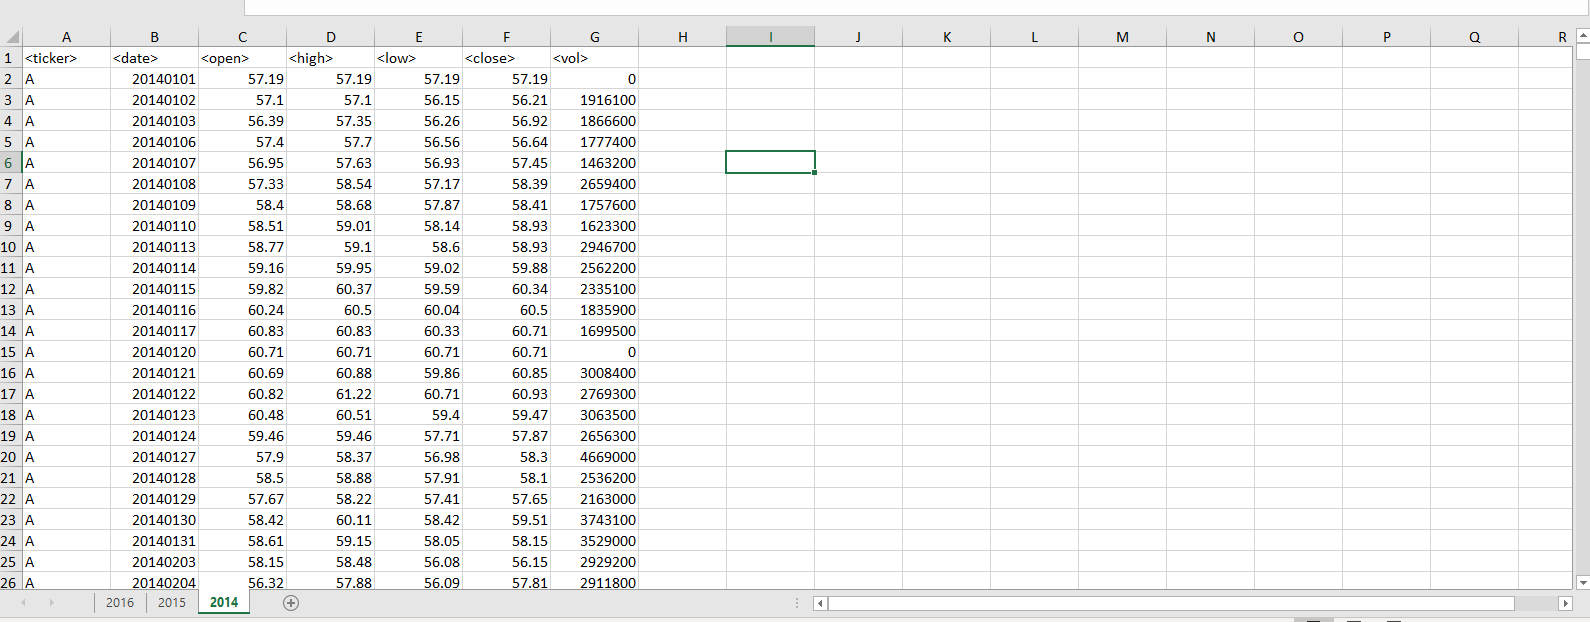 A B C D E F G H I J K L M N O P Q R
1 <ticker> <date> <open> <high> <low> <close> <vol>
2 A 20140101 57.19 57.19 57.19 57.19 0
3 A 20140102 57.1 57.1 56.15 56.21 1916100
4 A 20140103 56.39 57.35 56.26 56.92 1866600
5 A 20140106 57.4 57.7 56.56 56.64 1777400
6 A 20140107 56.95 57.63 56.93 57.45 1463200
7 A 20140108 57.33 58.54 57.17 58.39 2659400
8 A 20140109 58.4 58.68 57.87 58.41 1757600
9 A 20140110 58.51 59.01 58.14 58.93 1623300
10 A 20140113 58.77 59.1 58.6 58.93 2946700
11 A 20140114 59.16 59.95 59.02 59.88 2562200
12 A 20140115 59.82 60.37 59.59 60.34 2335100
13 A 20140116 60.24 60.5 60.04 60.5 1835900
14 A 20140117 60.83 60.83 60.33 60.71 1699500
15 A 20140120 60.71 60.71 60.71 60.71 0
16 A 20140121 60.69 60.88 59.86 60.85 3008400
17 A 20140122 60.82 61.22 60.71 60.93 2769300
18 A 20140123 60.48 60.51 59.4 59.47 3063500
19 A 20140124 59.46 59.46 57.71 57.87 2656300
20 A 20140127 57.9 58.37 56.98 58.3 4669000
21 A 20140128 58.5 58.88 57.91 58.1 2536200
22 A 20140129 57.67 58.22 57.41 57.65 2163000
23 A 20140130 58.42 60.11 58.42 59.51 3743100
24 A 20140131 58.61 59.15 58.05 58.15 3529000
25 A 20140203 58.15 58.48 56.08 56.15 2929200
26 A 20140204 56.32 57.88 56.09 57.81 2911800
2016 2015 2014